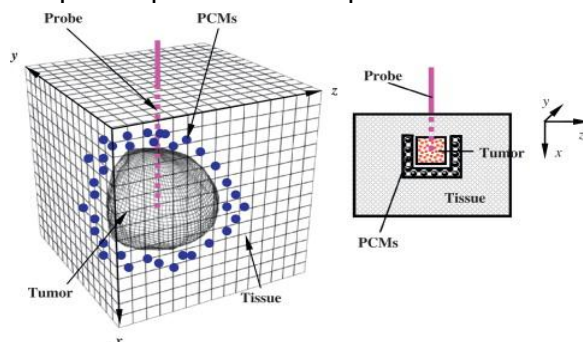 Probe
PCMs
y
z
Tumor
Tissue
x
Probe
y
z
x
Tumor
Tissue
PCMs